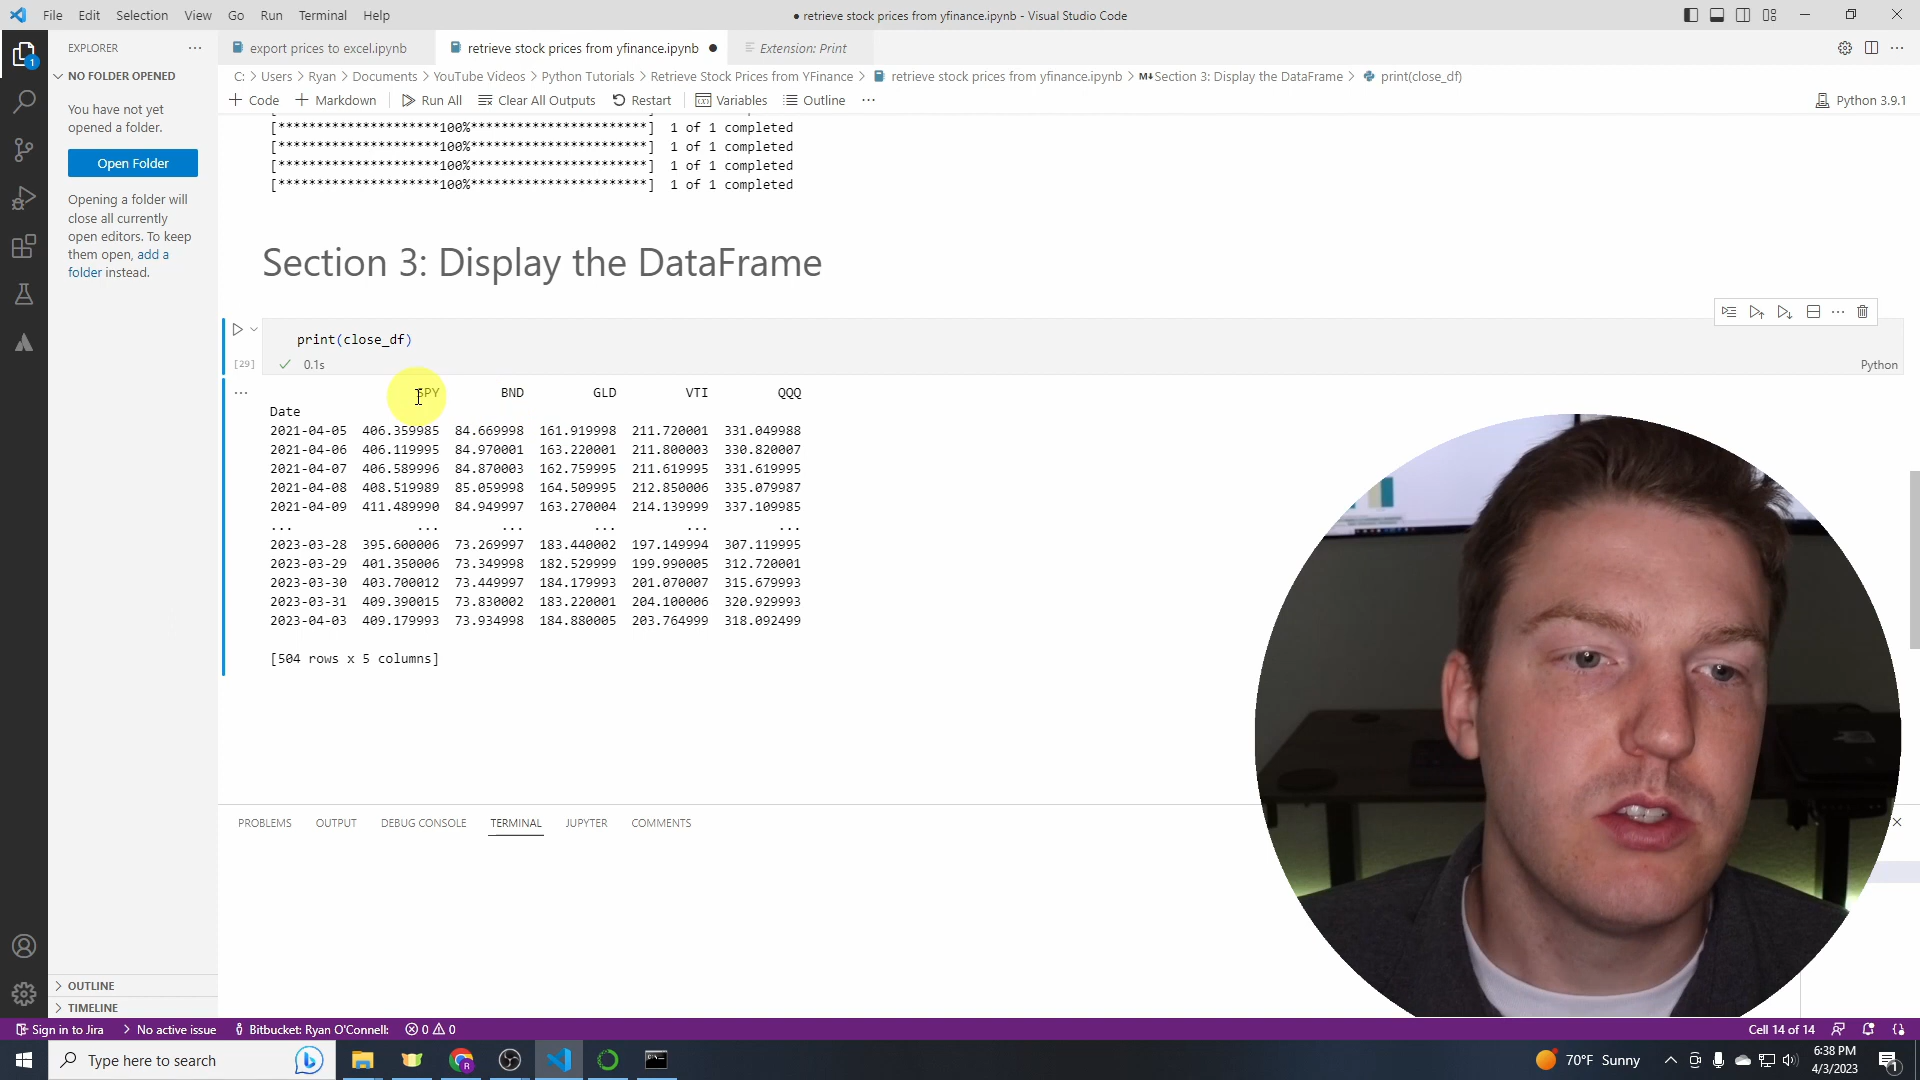 File Edit Selection View Go Run Terminal Help
● retrieve stock prices from yfinance.ipynb - Visual Studio Code
EXPLORER
export prices to excel.ipynb
retrieve stock prices from yfinance.ipynb ●
Extension: Print
NO FOLDER OPENED
C: > Users > Ryan > Documents > YouTube Videos > Python Tutorials > Retrieve Stock Prices from YFinance > retrieve stock prices from yfinance.ipynb > M↓Section 3: Display the DataFrame > print(close_df)
+ Code + Markdown Run All Clear All Outputs Restart Variables Outline ...
Python 3.9.1
You have not yet
opened a folder.
Open Folder
Opening a folder will
close all currently
open editors. To keep
them open, add a
folder instead.
[*********************100%***********************] 1 of 1 completed
[*********************100%***********************] 1 of 1 completed
[*********************100%***********************] 1 of 1 completed
[*********************100%***********************] 1 of 1 completed
Section 3: Display the DataFrame
print(close_df)
[29] ✓ 0.1s
Python
SPY BND GLD VTI QQQ
Date
2021-04-05 406.359985 84.669998 161.919998 211.720001 331.049988
2021-04-06 406.119995 84.970001 163.220001 211.800003 330.820007
2021-04-07 406.589996 84.870003 162.759995 211.619995 331.619995
2021-04-08 408.519989 85.059998 164.509995 212.850006 335.079987
2021-04-09 411.489990 84.949997 163.270004 214.139999 337.109985
... ... ... ... ... ...
2023-03-28 395.600006 73.269997 183.440002 197.149994 307.119995
2023-03-29 401.350006 73.349998 182.529999 199.990005 312.720001
2023-03-30 403.700012 73.449997 184.179993 201.070007 315.679993
2023-03-31 409.390015 73.830002 183.220001 204.100006 320.929993
2023-04-03 409.179993 73.934998 184.880005 203.764999 318.092499
[504 rows x 5 columns]
PROBLEMS OUTPUT DEBUG CONSOLE TERMINAL JUPYTER COMMENTS
OUTLINE
TIMELINE
Sign in to Jira
No active issue
Bitbucket: Ryan O'Connell:
0 0
Cell 14 of 14
Type here to search
70°F Sunny
6:38 PM
4/3/2023
1